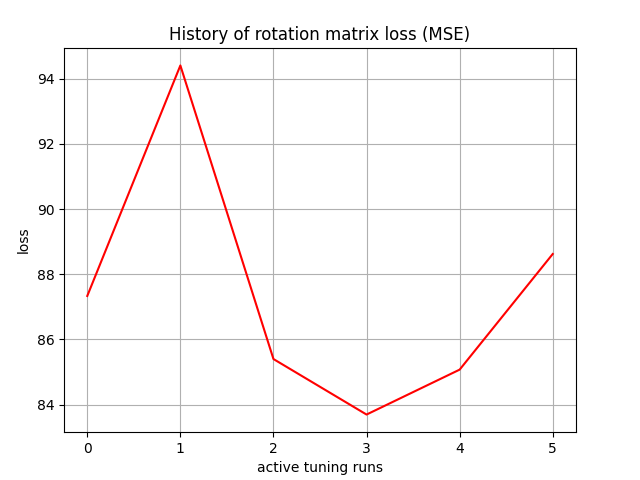 History of rotation matrix loss (MSE)
94
92
90
88
86
84
loss
0 1 2 3 4 5
active tuning runs